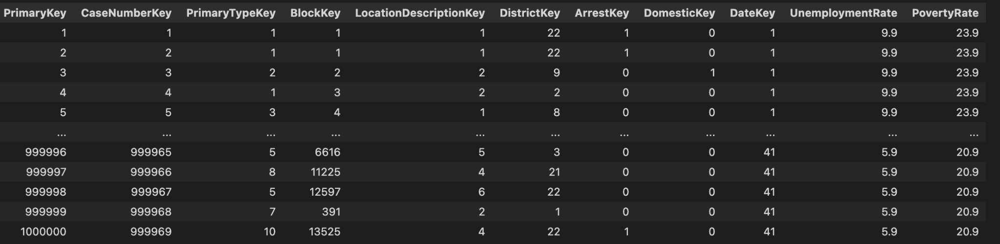 PrimaryKey CaseNumberKey PrimaryTypeKey BlockKey LocationDescriptionKey DistrictKey ArrestKey DomesticKey DateKey UnemploymentRate PovertyRate
1 1 1 1 1 22 1 0 1 9.9 23.9
2 2 1 1 1 22 1 0 1 9.9 23.9
3 3 2 2 2 9 0 1 1 9.9 23.9
4 4 1 3 2 2 0 0 1 9.9 23.9
5 5 3 4 1 8 0 0 1 9.9 23.9
... ... ... ... ... ... ... ... ... ... ...
999996 999965 5 6616 5 3 0 0 41 5.9 20.9
999997 999966 8 11225 4 21 0 0 41 5.9 20.9
999998 999967 5 12597 6 22 0 0 41 5.9 20.9
999999 999968 7 391 2 1 0 0 41 5.9 20.9
1000000 999969 10 13525 4 22 1 0 41 5.9 20.9